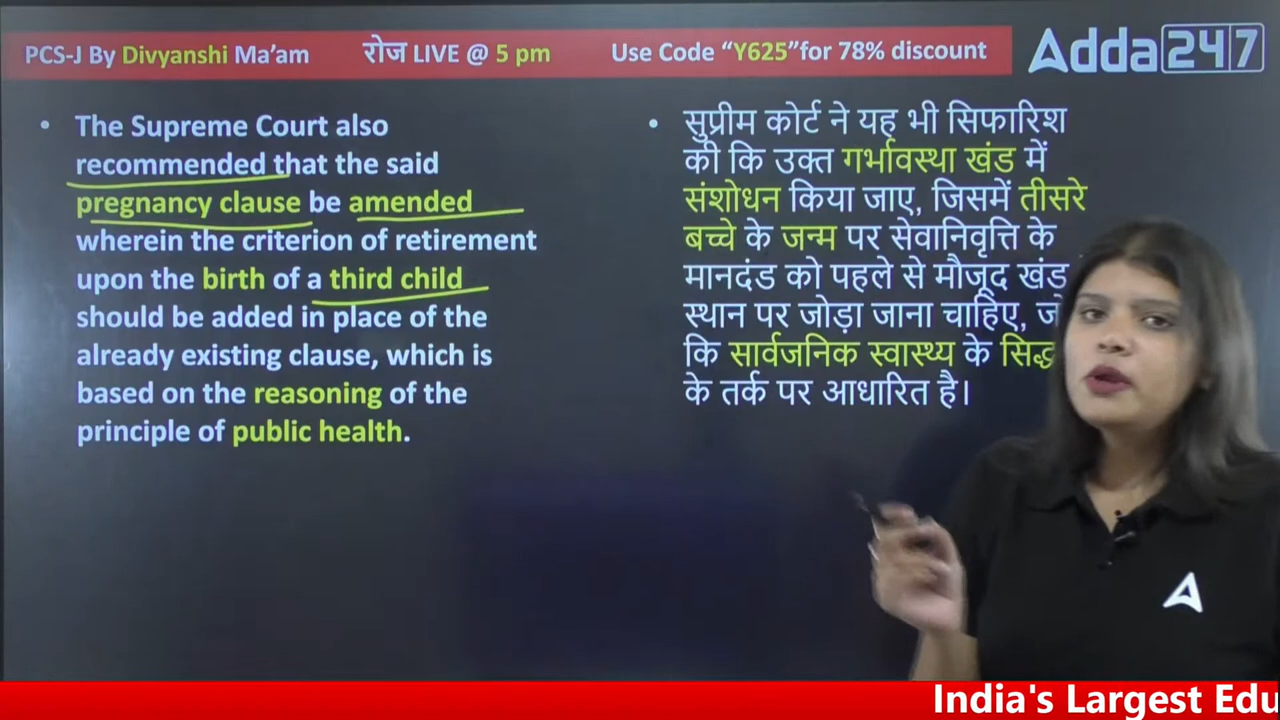 PCS-J By Divyanshi Ma’am रोज LIVE @ 5 pm Use Code “Y625”for 78% discount
Adda247
• The Supreme Court also
recommended that the said
pregnancy clause be amended
wherein the criterion of retirement
upon the birth of a third child
should be added in place of the
already existing clause, which is
based on the reasoning of the
principle of public health.
• सुप्रीम कोर्ट ने यह भी सिफारिश
की कि उक्त गर्भावस्था खंड में
संशोधन किया जाए, जिसमें तीसरे
बच्चे के जन्म पर सेवानिवृत्ति के
मानदंड को पहले से मौजूद खंड
स्थान पर जोड़ा जाना चाहिए,
कि सार्वजनिक स्वास्थ्य के
के तर्क पर आधारित है।
India's Largest Edu